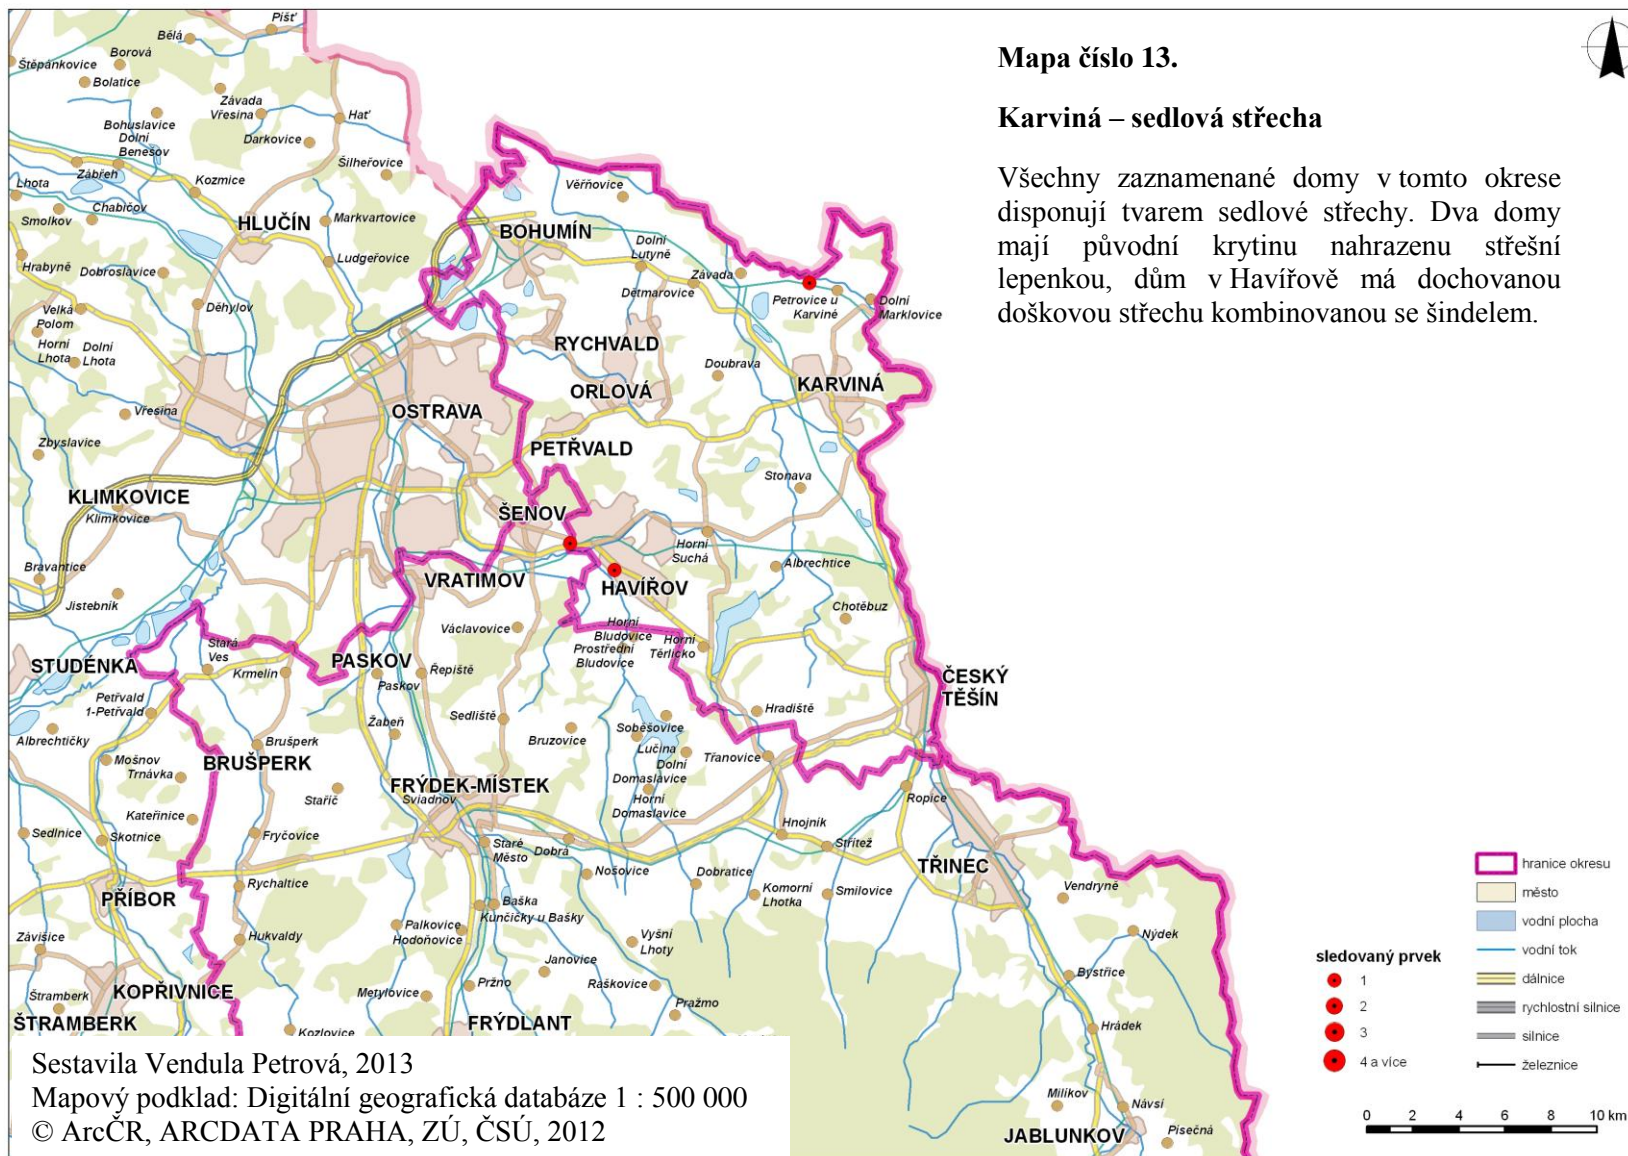 Mapa číslo 13.
Karviná – sedlová střecha
Všechny zaznamenané domy v tomto okrese
disponují tvarem sedlové střechy. Dva domy
mají původní krytinu nahrazenu střešní
lepenkou, dům v Havířově má dochovanou
doškovou střechu kombinovanou se šindelem.
Píšť
Bělá
Borová
Štěpánkovice
Bolatice
Závada
Vřesina
Hať
Bohuslavice
Dolní
Benešov
Darkovice
Šilheřovice
Zábřeh
Kozmice
Lhota
Chabičov
Smolkov
HLUČÍN
Markvartovice
Věřňovice
BOHUMÍN
Dolní
Lutyně
Hrabyně
Dobroslavice
Ludgeřovice
Závada
Dětmarovice
Petrovice u
Karviné
Dolní
Marklovice
Velká
Polom
Děhylov
Horní
Lhota
Dolní
Lhota
RYCHVALD
Doubrava
ORLOVÁ
KARVINÁ
Vřesina
OSTRAVA
Zbyslavice
PETŘVALD
Stonava
KLIMKOVICE
Klimkovice
ŠENOV
Horní
Suchá
Bravantice
Albrechtice
VRATIMOV
HAVÍŘOV
Jistebník
Chotěbuz
Václavovice
Horní
Bludovice
Prostřední
Bludovice
Horní
Těrlicko
Stará
Ves
STUDÉNKA
PASKOV
Krmelín
Paskov
Řepiště
ČESKÝ
TĚŠÍN
Petřvald
1-Petřvald
Albrechtičky
Žabeň
Sedliště
Bruzovice
Soběšovice
Lučina
Hradiště
Třanovice
Brušperk
BRUŠPERK
Mošnov
Trnávka
Dolní
Domaslavice
Horní
Domaslavice
Stařič
FRÝDEK-MÍSTEK
Sviadnov
Ropice
Kateřinice
Sedlnice
Skotnice
Fryčovice
Staré
Město
Dobrá
Hnojník
Střítež
Nošovice
TŘINEC
Rychaltice
Dobratice
Komorní
Lhotka
Smilovice
Vendryně
PŘÍBOR
Baška
Kunčičky u Bašky
Palkovice
Hodoňovice
Závišice
Hukvaldy
Vyšní
Lhoty
Nýdek
Janovice
Bystřice
KOPŘIVNICE
Štramberk
ŠTRAMBERK
Metylovice
Pržno
Raškovice
Pražmo
FRÝDLANT
Kozlovice
Hrádek
Milíkov
Návsí
JABLUNKOV
Písečná
sledovaný prvek
1
2
3
4 a více
hranice okresu
město
vodní plocha
vodní tok
dálnice
rychlostní silnice
silnice
železnice
0 2 4 6 8 10 km
Sestavila Vendula Petrová, 2013
Mapový podklad: Digitální geografická databáze 1 : 500 000
© ArcČR, ARCDATA PRAHA, ZÚ, ČSÚ, 2012